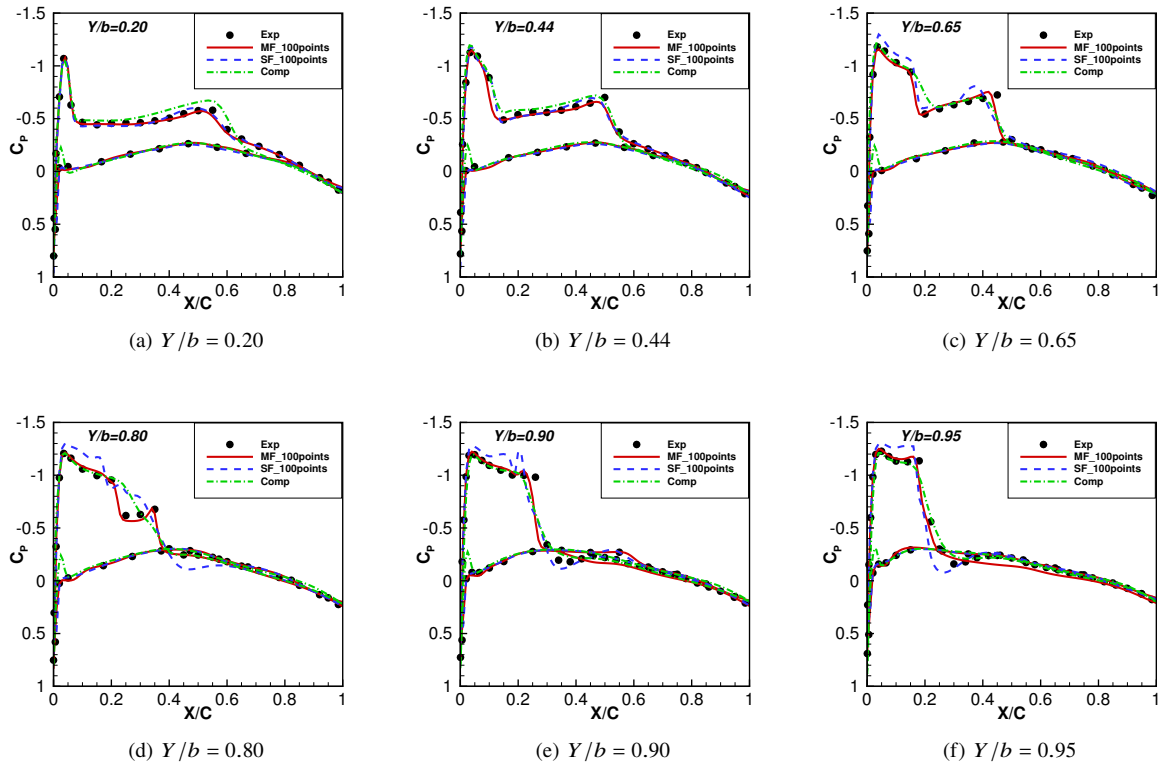 Y/b=0.20
Exp
MF_100points
SF_100points
Comp
-1.5
-1
-0.5
0
0.5
1
C_P
0 0.2 0.4 0.6 0.8 1
X/C
(a) Y/b = 0.20
Y/b=0.44
Exp
MF_100points
SF_100points
Comp
-1.5
-1
-0.5
0
0.5
1
C_P
0 0.2 0.4 0.6 0.8 1
X/C
(b) Y/b = 0.44
Y/b=0.65
Exp
MF_100points
SF_100points
Comp
-1.5
-1
-0.5
0
0.5
1
C_P
0 0.2 0.4 0.6 0.8 1
X/C
(c) Y/b = 0.65
Y/b=0.80
Exp
MF_100points
SF_100points
Comp
-1.5
-1
-0.5
0
0.5
1
C_P
0 0.2 0.4 0.6 0.8 1
X/C
(d) Y/b = 0.80
Y/b=0.90
Exp
MF_100points
SF_100points
Comp
-1.5
-1
-0.5
0
0.5
1
C_P
0 0.2 0.4 0.6 0.8 1
X/C
(e) Y/b = 0.90
Y/b=0.95
Exp
MF_100points
SF_100points
Comp
-1.5
-1
-0.5
0
0.5
1
C_P
0 0.2 0.4 0.6 0.8 1
X/C
(f) Y/b = 0.95